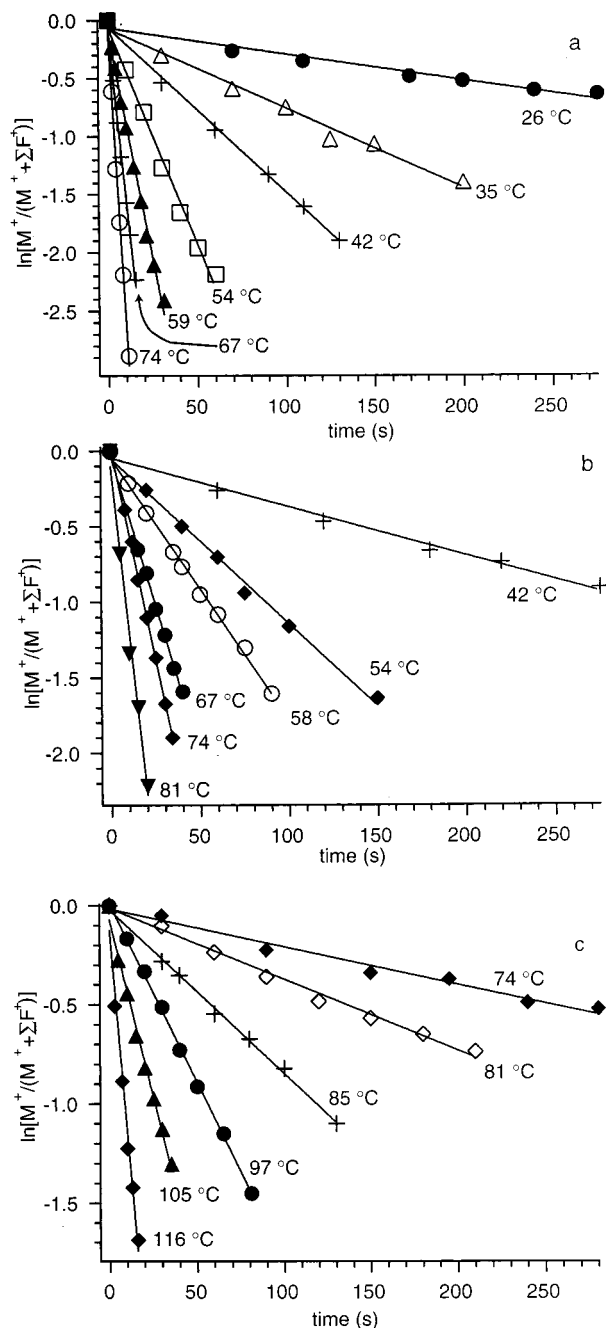 0.0
a
-0.5
26 °C
-1.0
35 °C
-1.5
42 °C
-2.0
54 °C
-2.5
59 °C
67 °C
74 °C
ln[M⁺/(M⁺+ΣF⁺)]
0 50 100 150 200 250
time (s)
0.0
b
-0.5
42 °C
-1.0
54 °C
-1.5
67 °C
58 °C
74 °C
-2.0
81 °C
ln[M⁺/(M⁺+ΣF⁺)]
0 50 100 150 200 250
time (s)
0.0
c
74 °C
-0.5
81 °C
85 °C
-1.0
97 °C
105 °C
-1.5
116 °C
ln[M⁺/(M⁺+ΣF⁺)]
0 50 100 150 200 250
time (s)